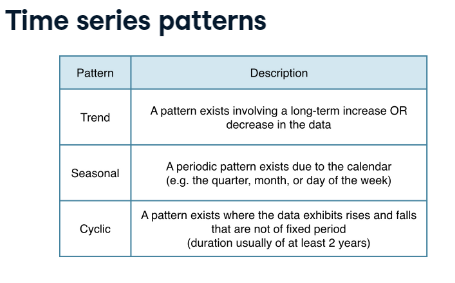 Time series patterns
Pattern
Description
Trend
A pattern exists involving a long-term increase OR
decrease in the data
Seasonal
A periodic pattern exists due to the calendar
(e.g. the quarter, month, or day of the week)
Cyclic
A pattern exists where the data exhibits rises and falls
that are not of fixed period
(duration usually of at least 2 years)